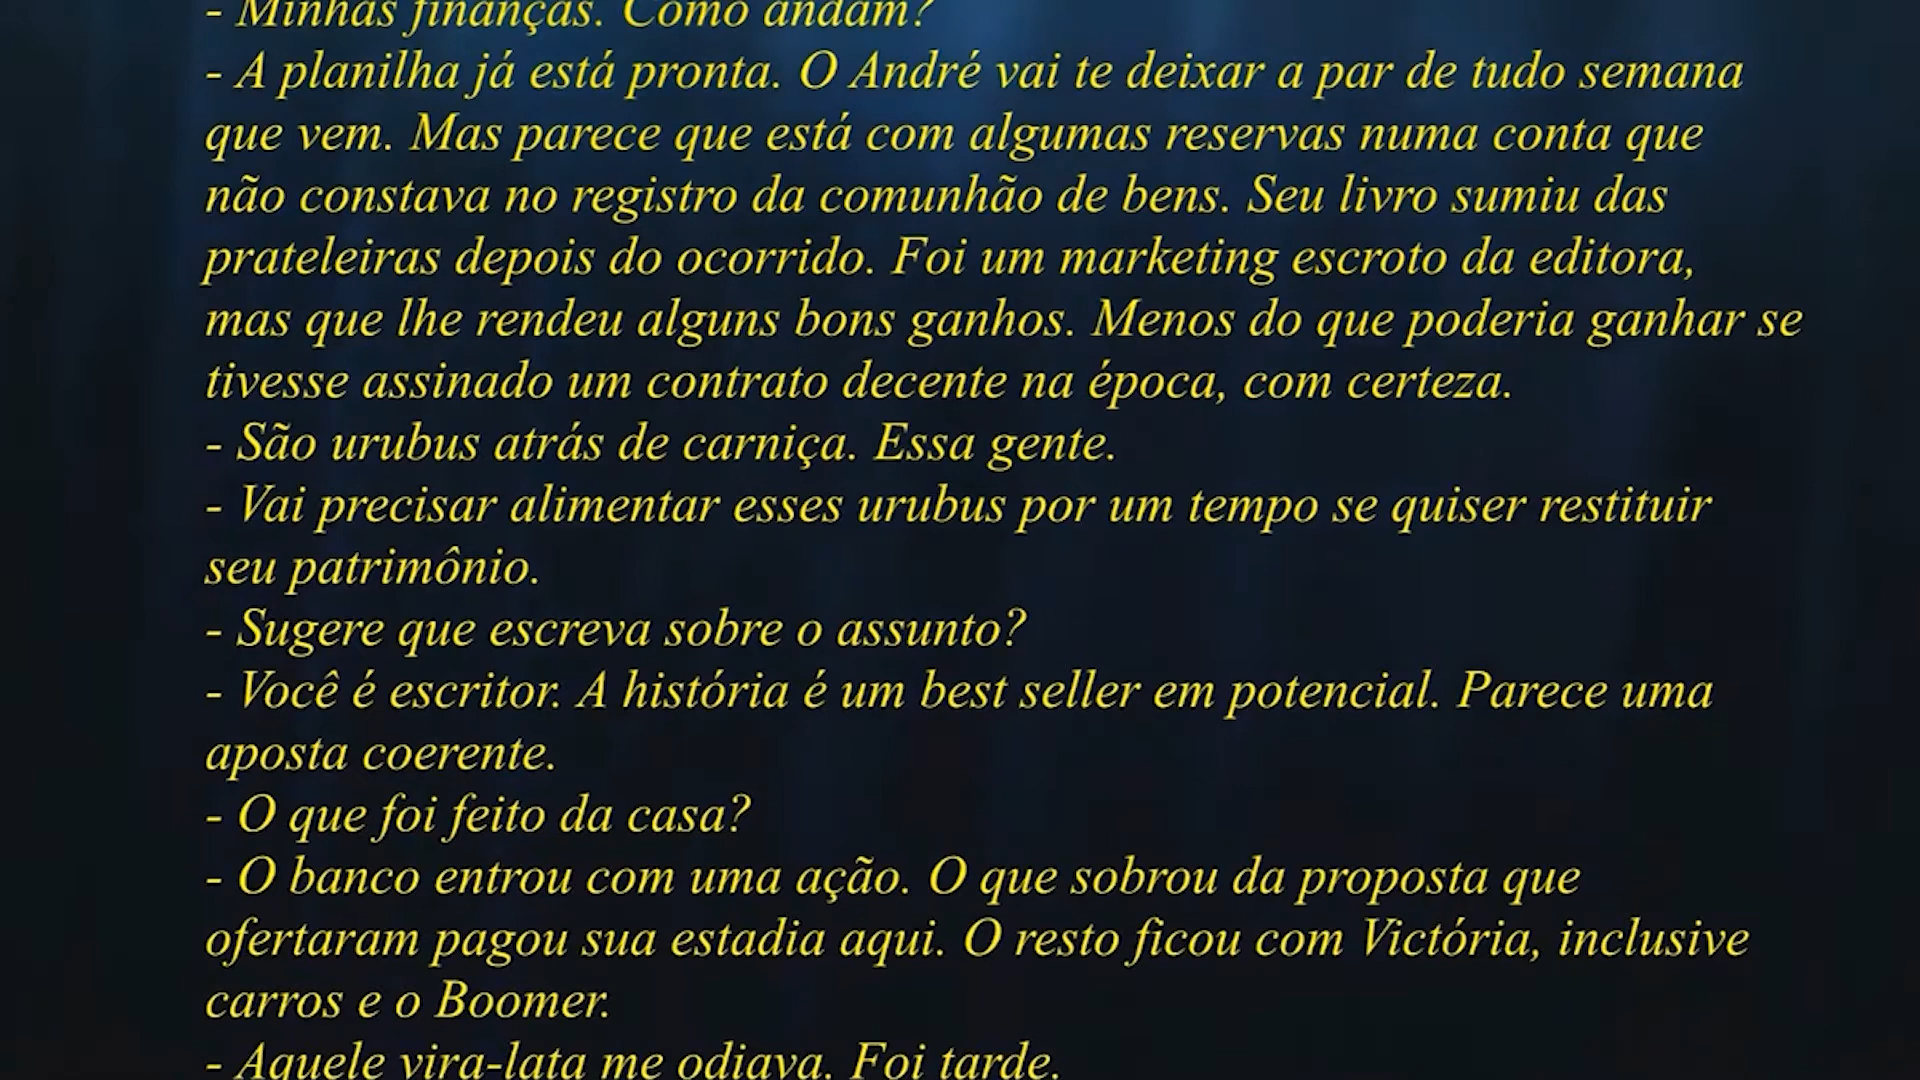 - Minhas finanças. Como andam?
- A planilha já está pronta. O André vai te deixar a par de tudo semana
que vem. Mas parece que está com algumas reservas numa conta que
não constava no registro da comunhão de bens. Seu livro sumiu das
prateleiras depois do ocorrido. Foi um marketing escroto da editora,
mas que lhe rendeu alguns bons ganhos. Menos do que poderia ganhar se
tivesse assinado um contrato decente na época, com certeza.
- São urubus atrás de carniça. Essa gente.
- Vai precisar alimentar esses urubus por um tempo se quiser restituir
seu patrimônio.
- Sugere que escreva sobre o assunto?
- Você é escritor. A história é um best seller em potencial. Parece uma
aposta coerente.
- O que foi feito da casa?
- O banco entrou com uma ação. O que sobrou da proposta que
ofertaram pagou sua estadia aqui. O resto ficou com Victória, inclusive
carros e o Boomer.
- Aquele vira-lata me odiava. Foi tarde.